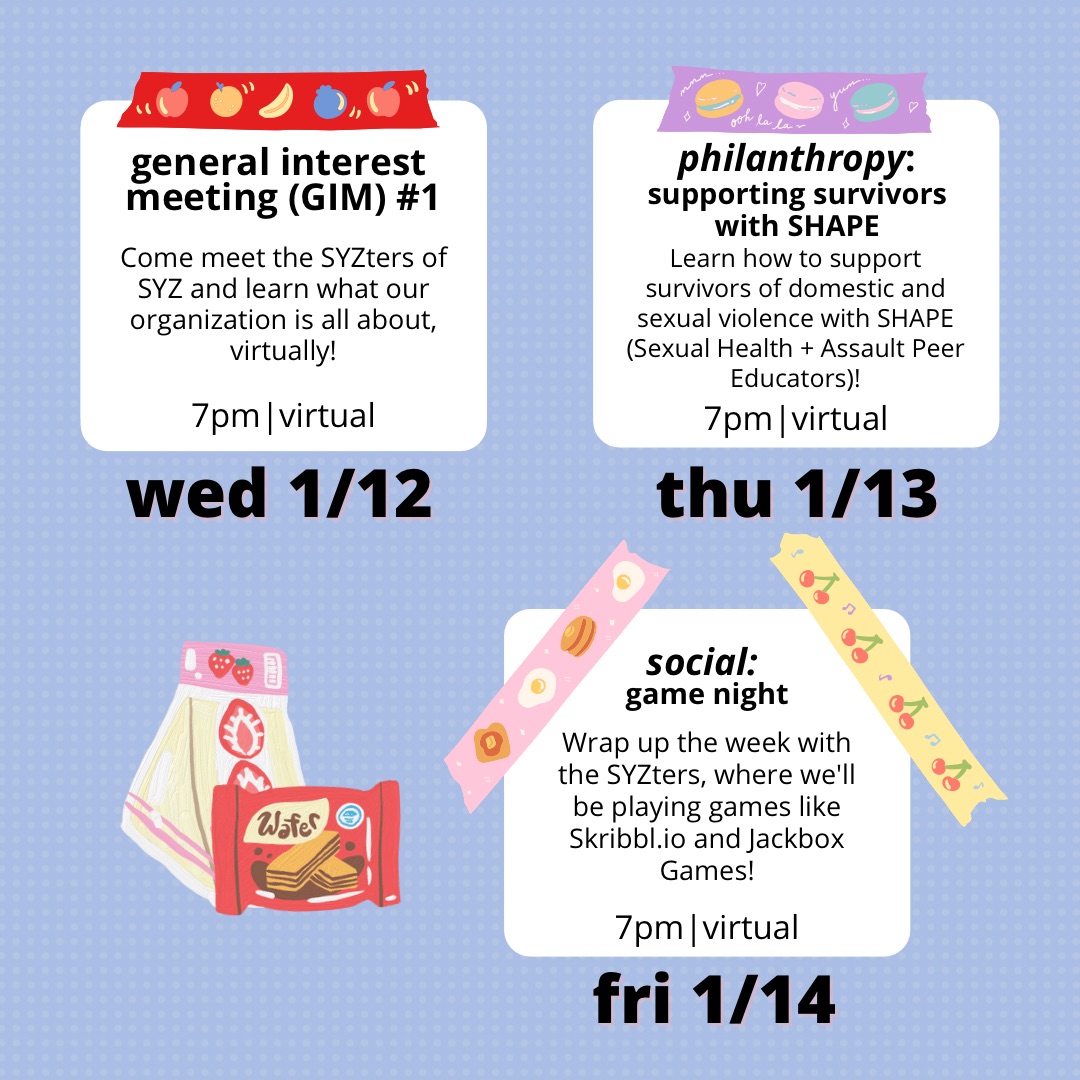 general interest
meeting (GIM) #1
Come meet the SYZters of
SYZ and learn what our
organization is all about,
virtually!
7pm|virtual
wed 1/12
mmm...
yum...
ooh la la~
philanthropy:
supporting survivors
with SHAPE
Learn how to support
survivors of domestic and
sexual violence with SHAPE
(Sexual Health + Assault Peer
Educators)!
7pm|virtual
thu 1/13
Wafer
social:
game night
Wrap up the week with
the SYZters, where we'll
be playing games like
Skribbl.io and Jackbox
Games!
7pm|virtual
fri 1/14